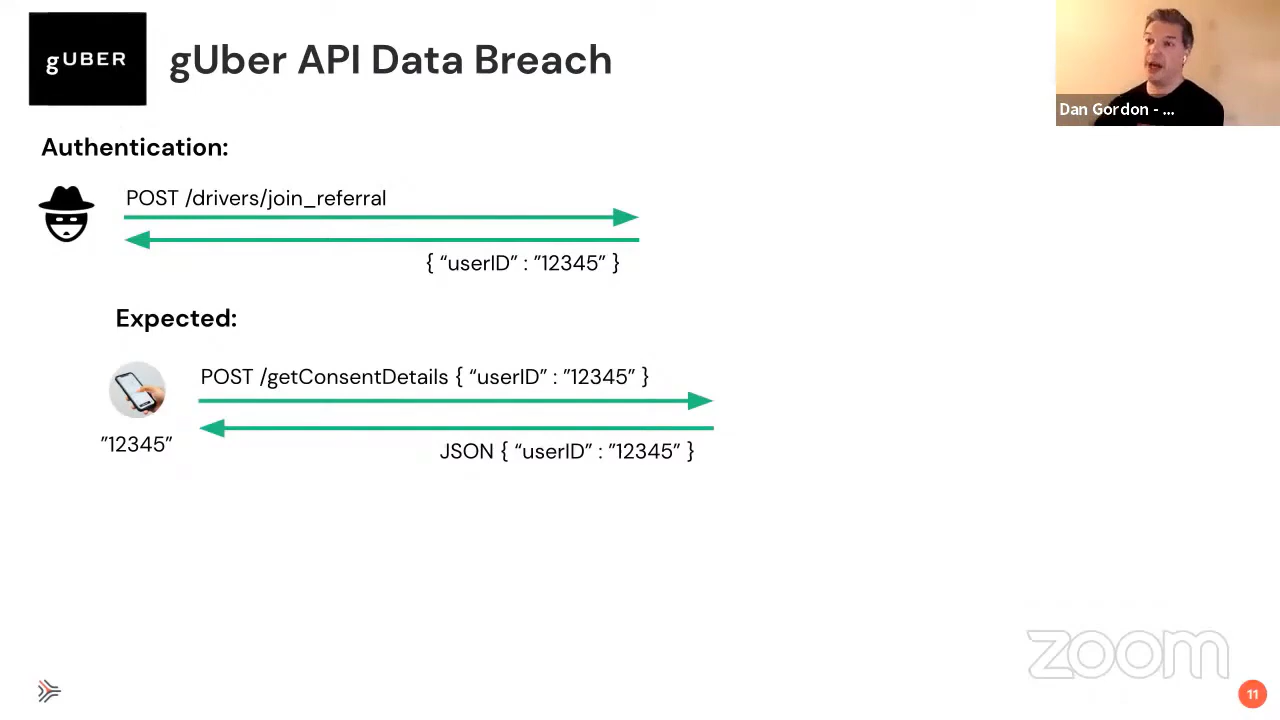 gUBER
gUber API Data Breach
Dan Gordon - ...
Authentication:
POST /drivers/join_referral
{ “userID” : ”12345” }
Expected:
POST /getConsentDetails { “userID” : ”12345” }
”12345”
JSON { “userID” : ”12345” }
zoom
11